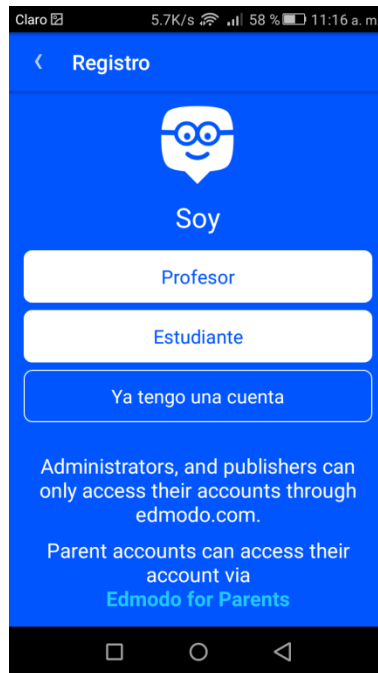 Claro 5.7K/s 58 % 11:16 a. m
Registro
Soy
Profesor
Estudiante
Ya tengo una cuenta
Administrators, and publishers can
only access their accounts through
edmodo.com.
Parent accounts can access their
account via
Edmodo for Parents